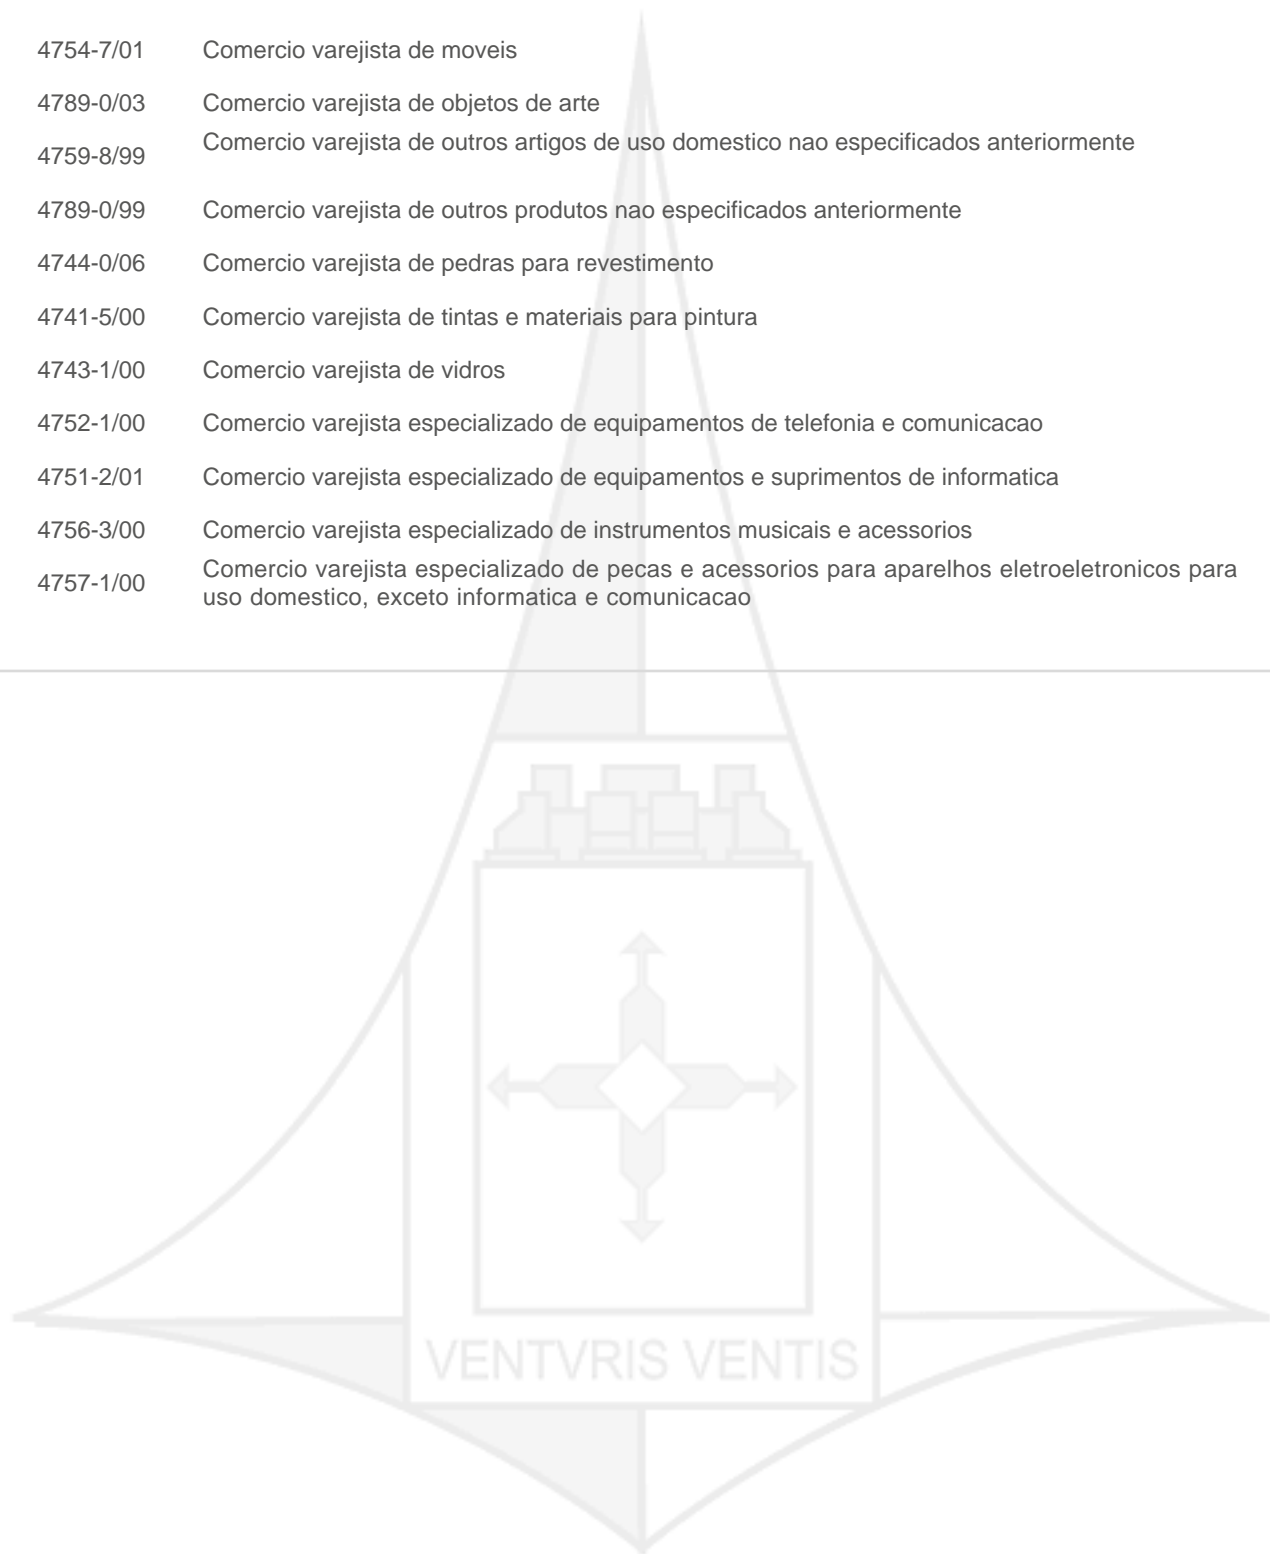 4754-7/01 Comercio varejista de moveis
4789-0/03 Comercio varejista de objetos de arte
4759-8/99 Comercio varejista de outros artigos de uso domestico nao especificados anteriormente
4789-0/99 Comercio varejista de outros produtos nao especificados anteriormente
4744-0/06 Comercio varejista de pedras para revestimento
4741-5/00 Comercio varejista de tintas e materiais para pintura
4743-1/00 Comercio varejista de vidros
4752-1/00 Comercio varejista especializado de equipamentos de telefonia e comunicacao
4751-2/01 Comercio varejista especializado de equipamentos e suprimentos de informatica
4756-3/00 Comercio varejista especializado de instrumentos musicais e acessorios
4757-1/00 Comercio varejista especializado de pecas e acessorios para aparelhos eletroeletronicos para
uso domestico, exceto informatica e comunicacao
VENTVRIS VENTIS